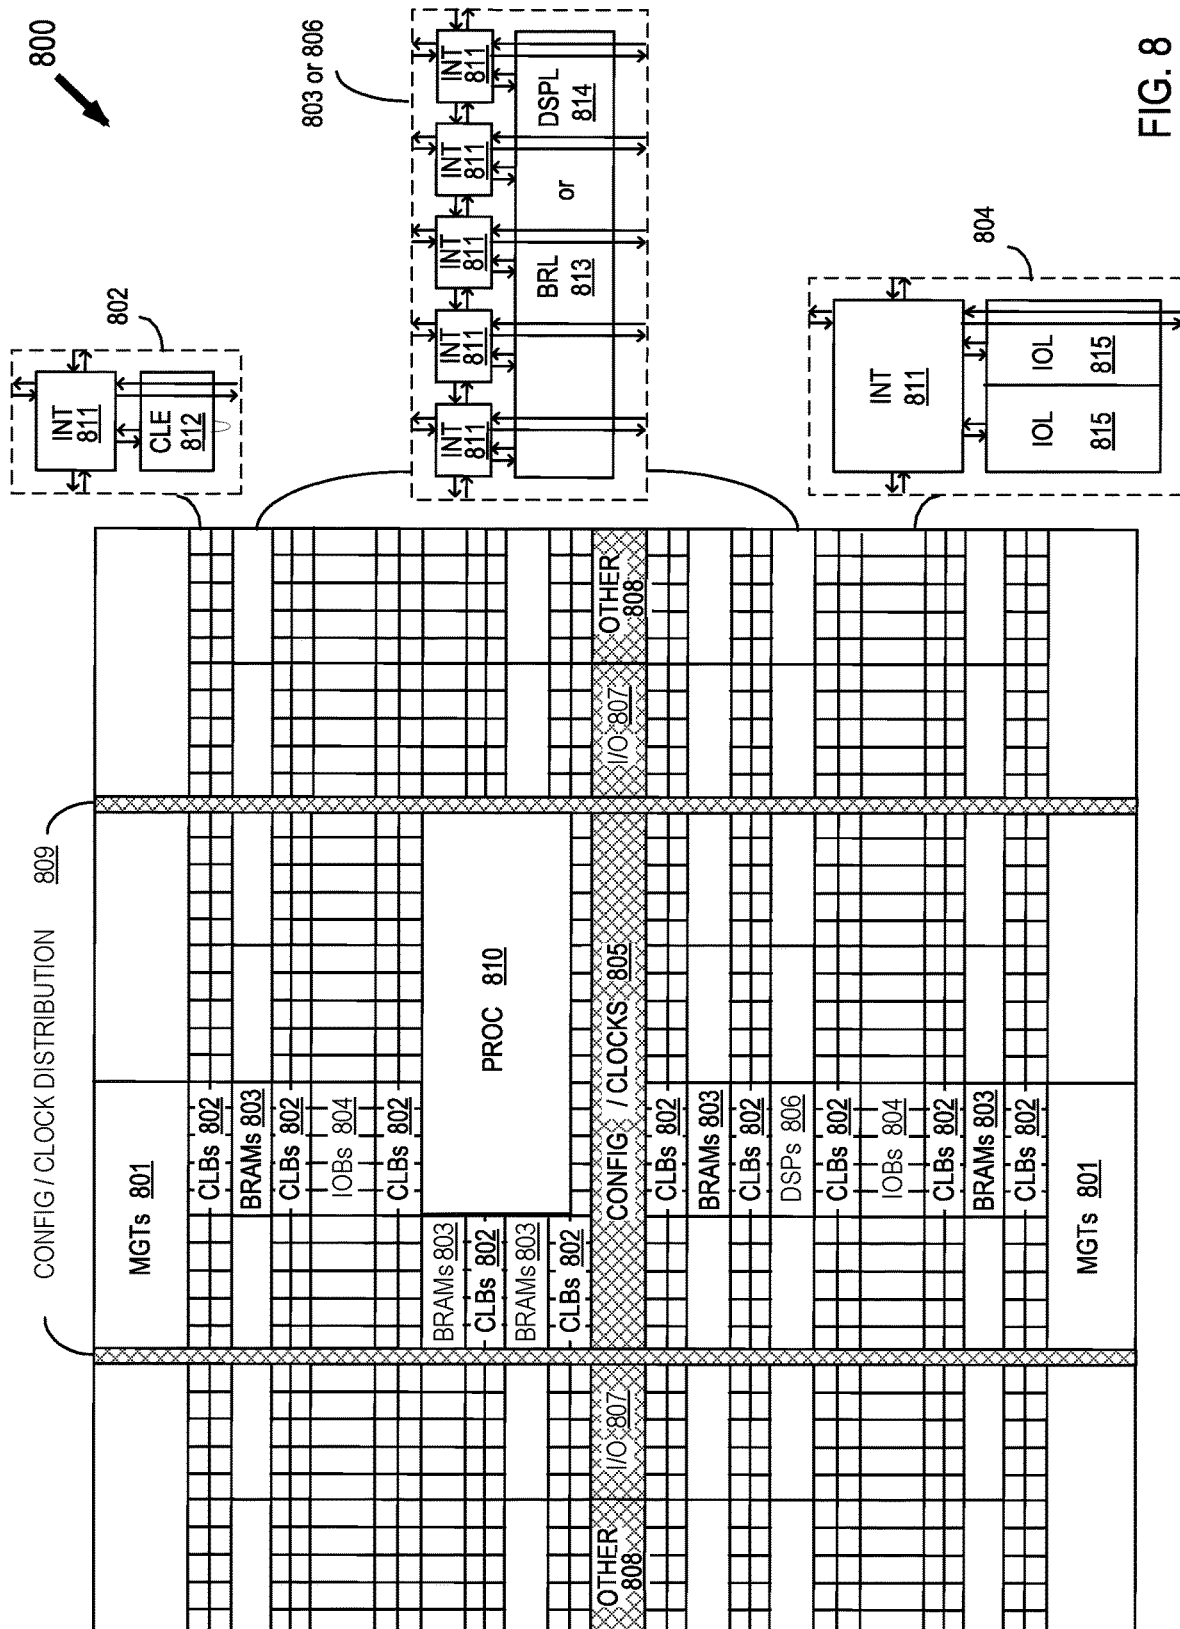 800
CONFIG / CLOCK DISTRIBUTION 809
MGTs 801
CLBs 802
BRAMs 803
CLBs 802
IOBs 804
CLBs 802
BRAMs 803
CLBs 802
BRAMs 803
CLBs 802
PROC 810
OTHER 808
I/O 807
CONFIG / CLOCKS 805
I/O 807
OTHER 808
CLBs 802
BRAMs 803
CLBs 802
DSPs 806
CLBs 802
IOBs 804
CLBs 802
BRAMs 803
CLBs 802
MGTs 801
802
INT 811
CLE 812
803 or 806
INT 811
INT 811
INT 811
INT 811
INT 811
BRL 813
or
DSPL 814
804
INT 811
IOL 815
IOL 815
FIG. 8